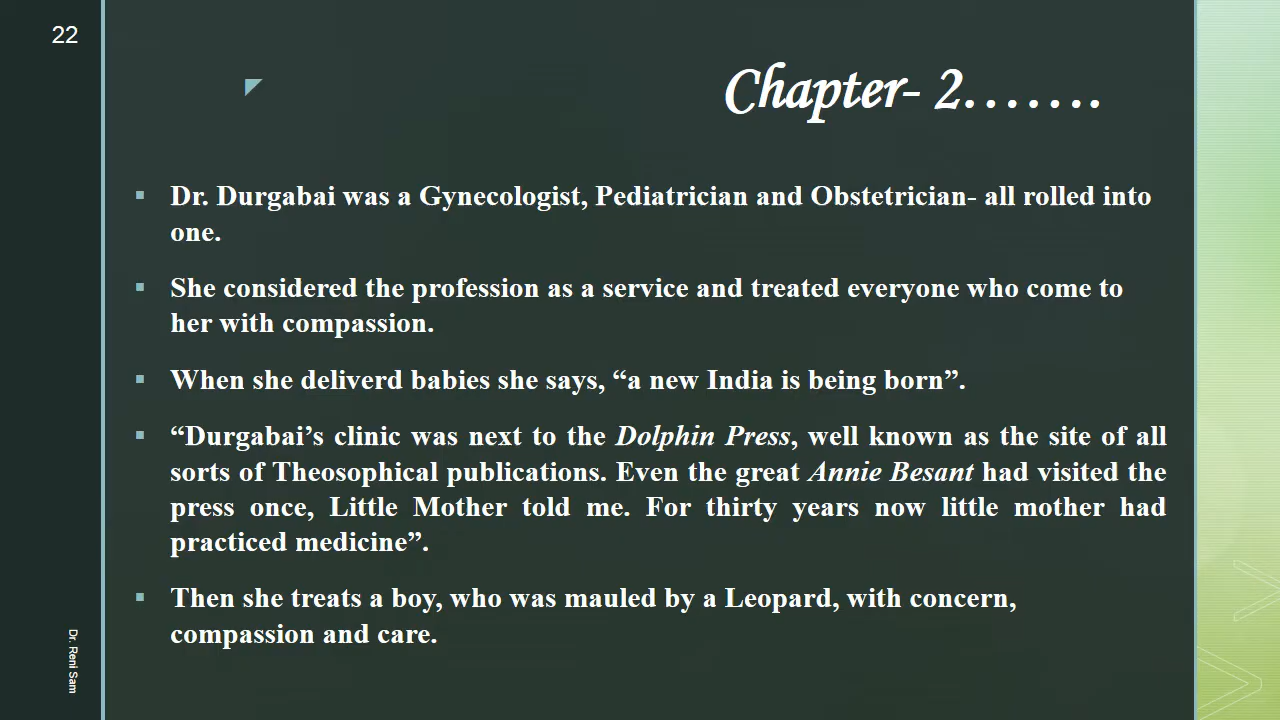 22
Chapter- 2.......
▪ Dr. Durgabai was a Gynecologist, Pediatrician and Obstetrician- all rolled into
one.
▪ She considered the profession as a service and treated everyone who come to
her with compassion.
▪ When she deliverd babies she says, “a new India is being born”.
▪ “Durgabai’s clinic was next to the Dolphin Press, well known as the site of all
sorts of Theosophical publications. Even the great Annie Besant had visited the
press once, Little Mother told me. For thirty years now little mother had
practiced medicine”.
▪ Then she treats a boy, who was mauled by a Leopard, with concern,
compassion and care.
Dr. Reni Sam